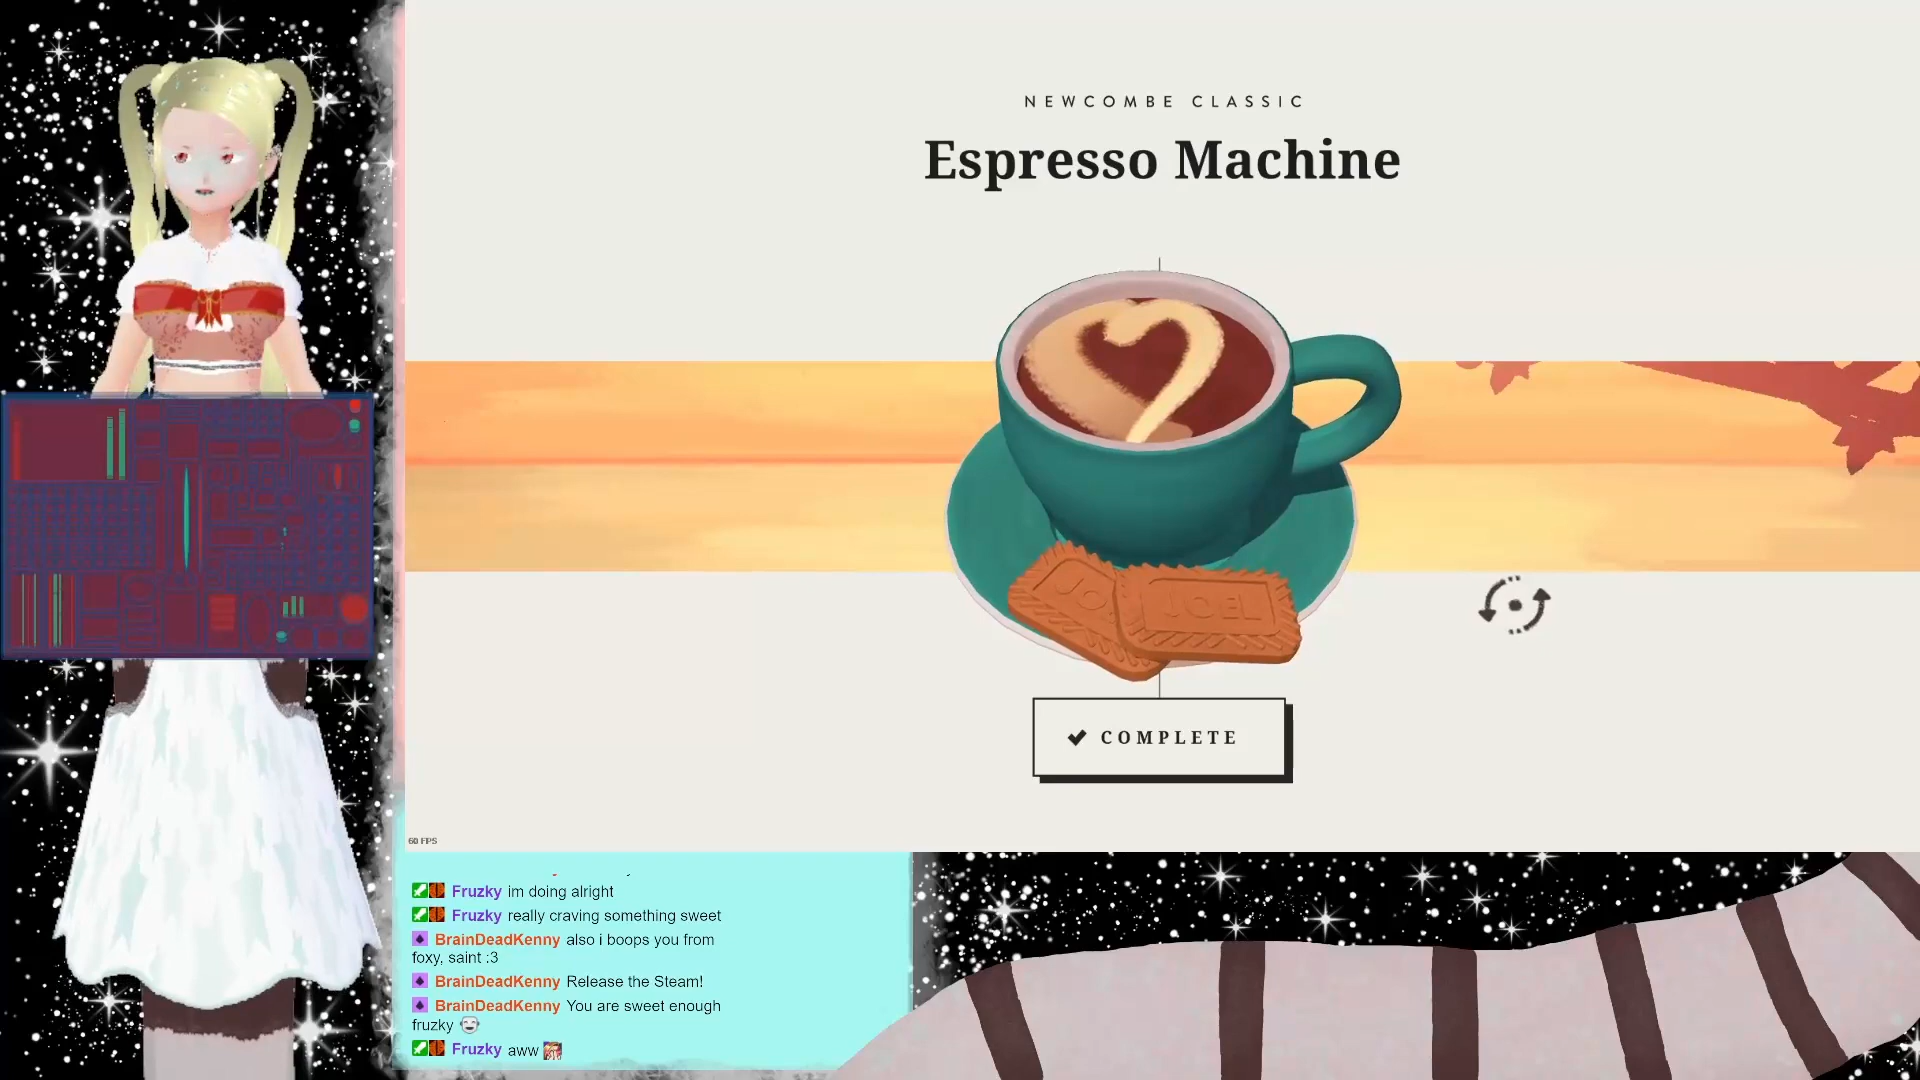 NEWCOMBE CLASSIC
Espresso Machine
JO
JOEL
COMPLETE
60 FPS
Fruzky im doing alright
Fruzky really craving something sweet
BrainDeadKenny also i boops you from
foxy, saint :3
BrainDeadKenny Release the Steam!
BrainDeadKenny You are sweet enough
fruzky
Fruzky aww